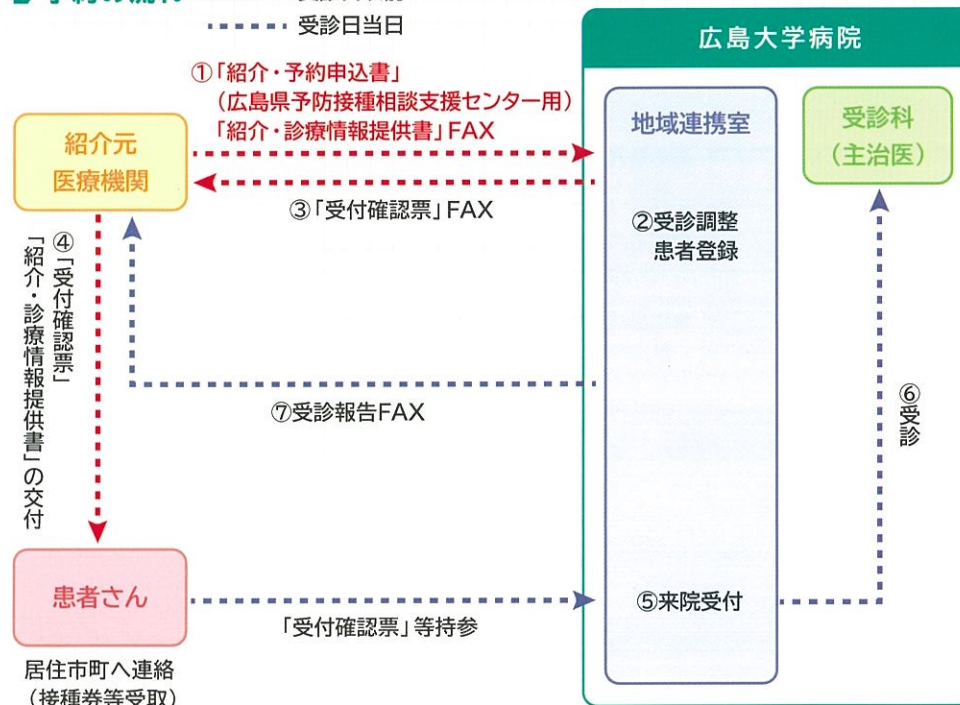 受診日当日
広島大学病院
①「紹介・予約申込書」
（広島県予防接種相談支援センター用）
「紹介・診療情報提供書」FAX
紹介元
医療機関
地域連携室
受診科
（主治医）
③「受付確認票」FAX
②受診調整
患者登録
④「受付確認票」
「紹介・診療情報提供書」の交付
⑦受診報告FAX
⑥受診
患者さん
⑤来院受付
「受付確認票」等持参
居住市町へ連絡
（接種券等受取）